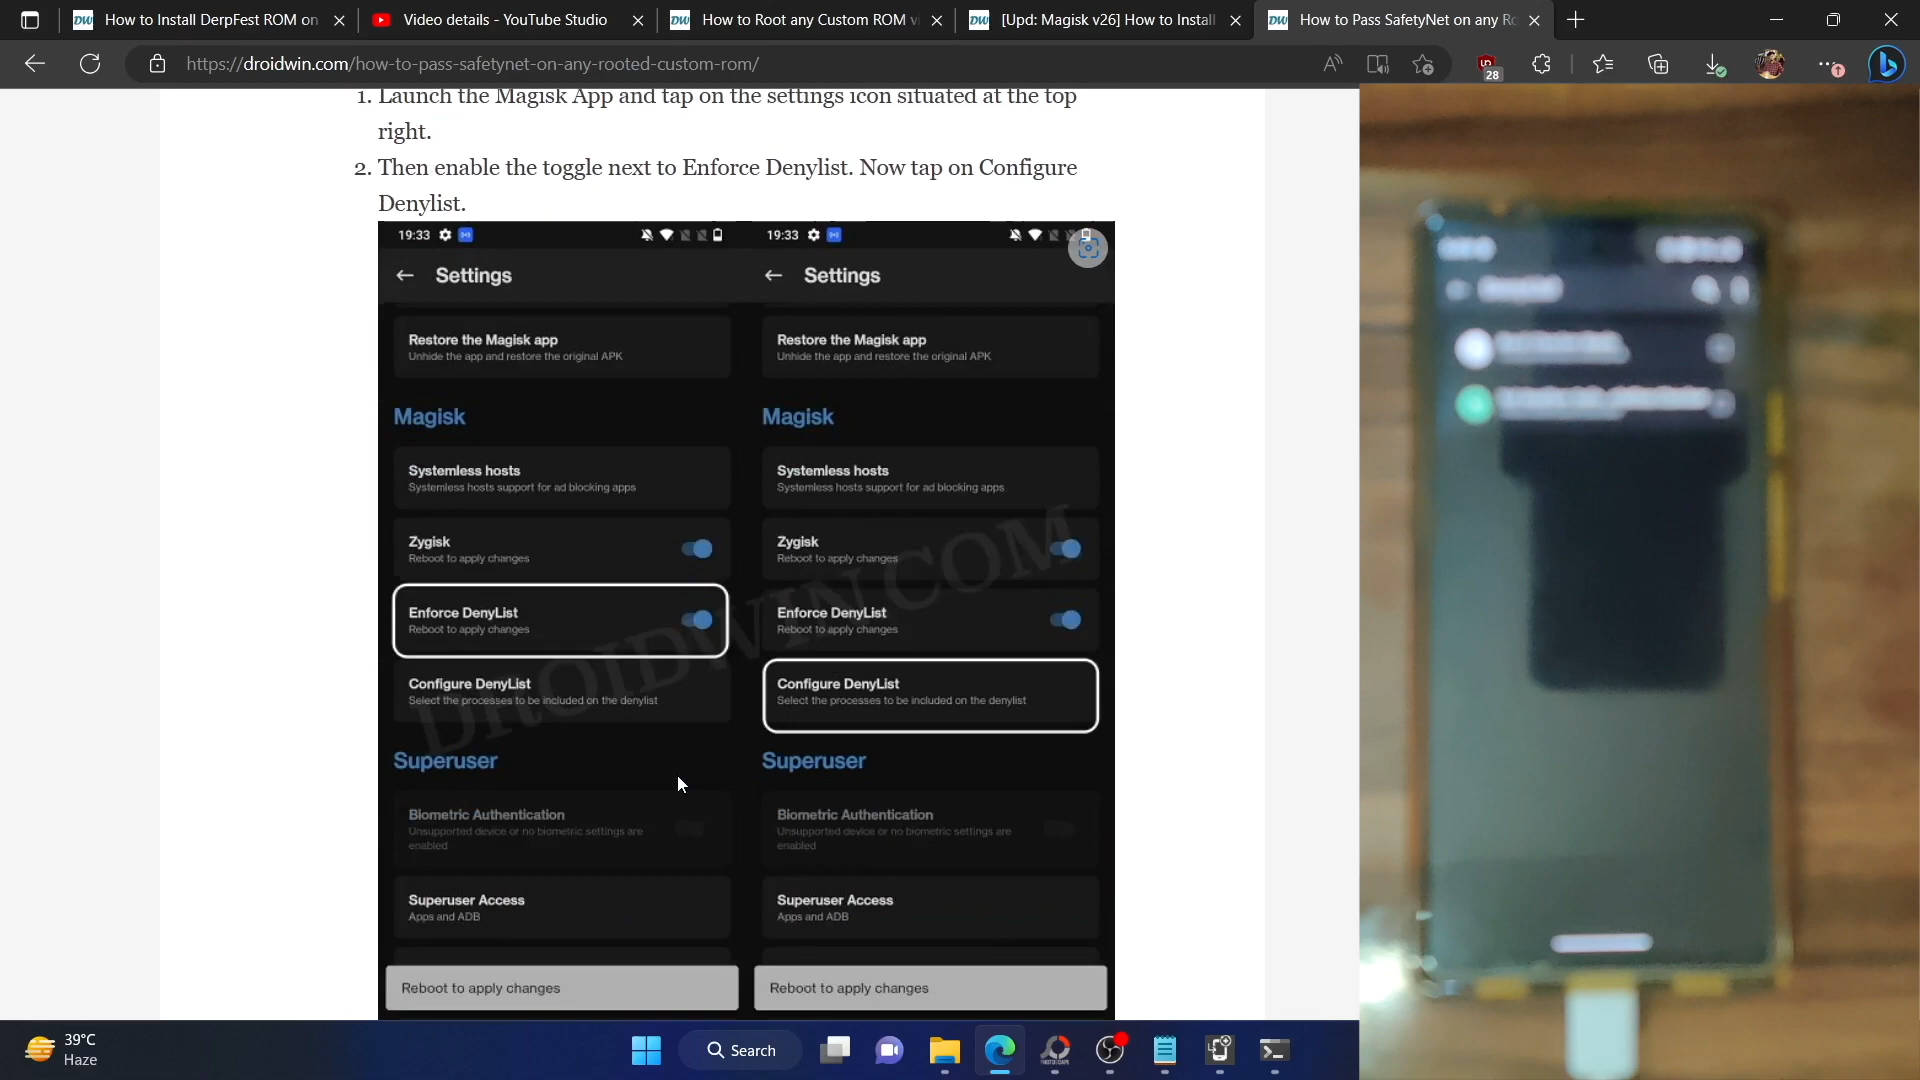 How to Install DerpFest ROM on
Video details - YouTube Studio
How to Root any Custom ROM vi
[Upd: Magisk v26] How to Install
How to Pass SafetyNet on any Ro
https://droidwin.com/how-to-pass-safetynet-on-any-rooted-custom-rom/
28
1. Launch the Magisk App and tap on the settings icon situated at the top
right.
2. Then enable the toggle next to Enforce Denylist. Now tap on Configure
Denylist.
19:33
Settings
Restore the Magisk app
Unhide the app and restore the original APK
Magisk
Systemless hosts
Systemless hosts support for ad blocking apps
Zygisk
Reboot to apply changes
Enforce DenyList
Reboot to apply changes
Configure DenyList
Select the processes to be included on the denylist
Superuser
Biometric Authentication
Unsupported device or no biometric settings are
enabled
Superuser Access
Apps and ADB
Reboot to apply changes
19:33
Settings
Restore the Magisk app
Unhide the app and restore the original APK
Magisk
Systemless hosts
Systemless hosts support for ad blocking apps
Zygisk
Reboot to apply changes
Enforce DenyList
Reboot to apply changes
Configure DenyList
Select the processes to be included on the denylist
Superuser
Biometric Authentication
Unsupported device or no biometric settings are
enabled
Superuser Access
Apps and ADB
Reboot to apply changes
DROIDWIN.COM
39°C
Haze
Search